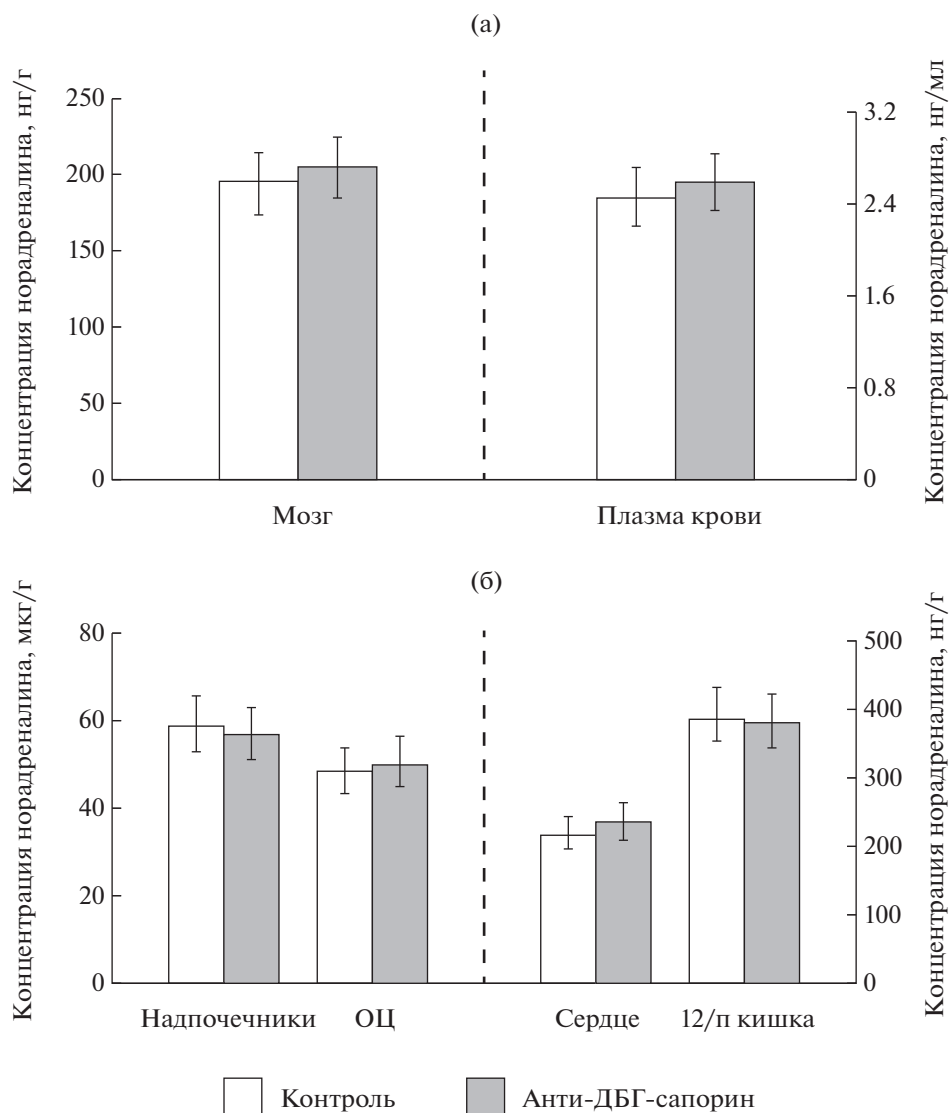 (а)
Концентрация норадреналина, нг/г
250
200
150
100
50
0
Концентрация норадреналина, нг/мл
3.2
2.4
1.6
0.8
0
Мозг Плазма крови
(б)
Концентрация норадреналина, мкг/г
80
60
40
20
0
Концентрация норадреналина, нг/г
500
400
300
200
100
0
Надпочечники ОЦ Сердце 12/п кишка
Контроль Анти-ДБГ-сапорин